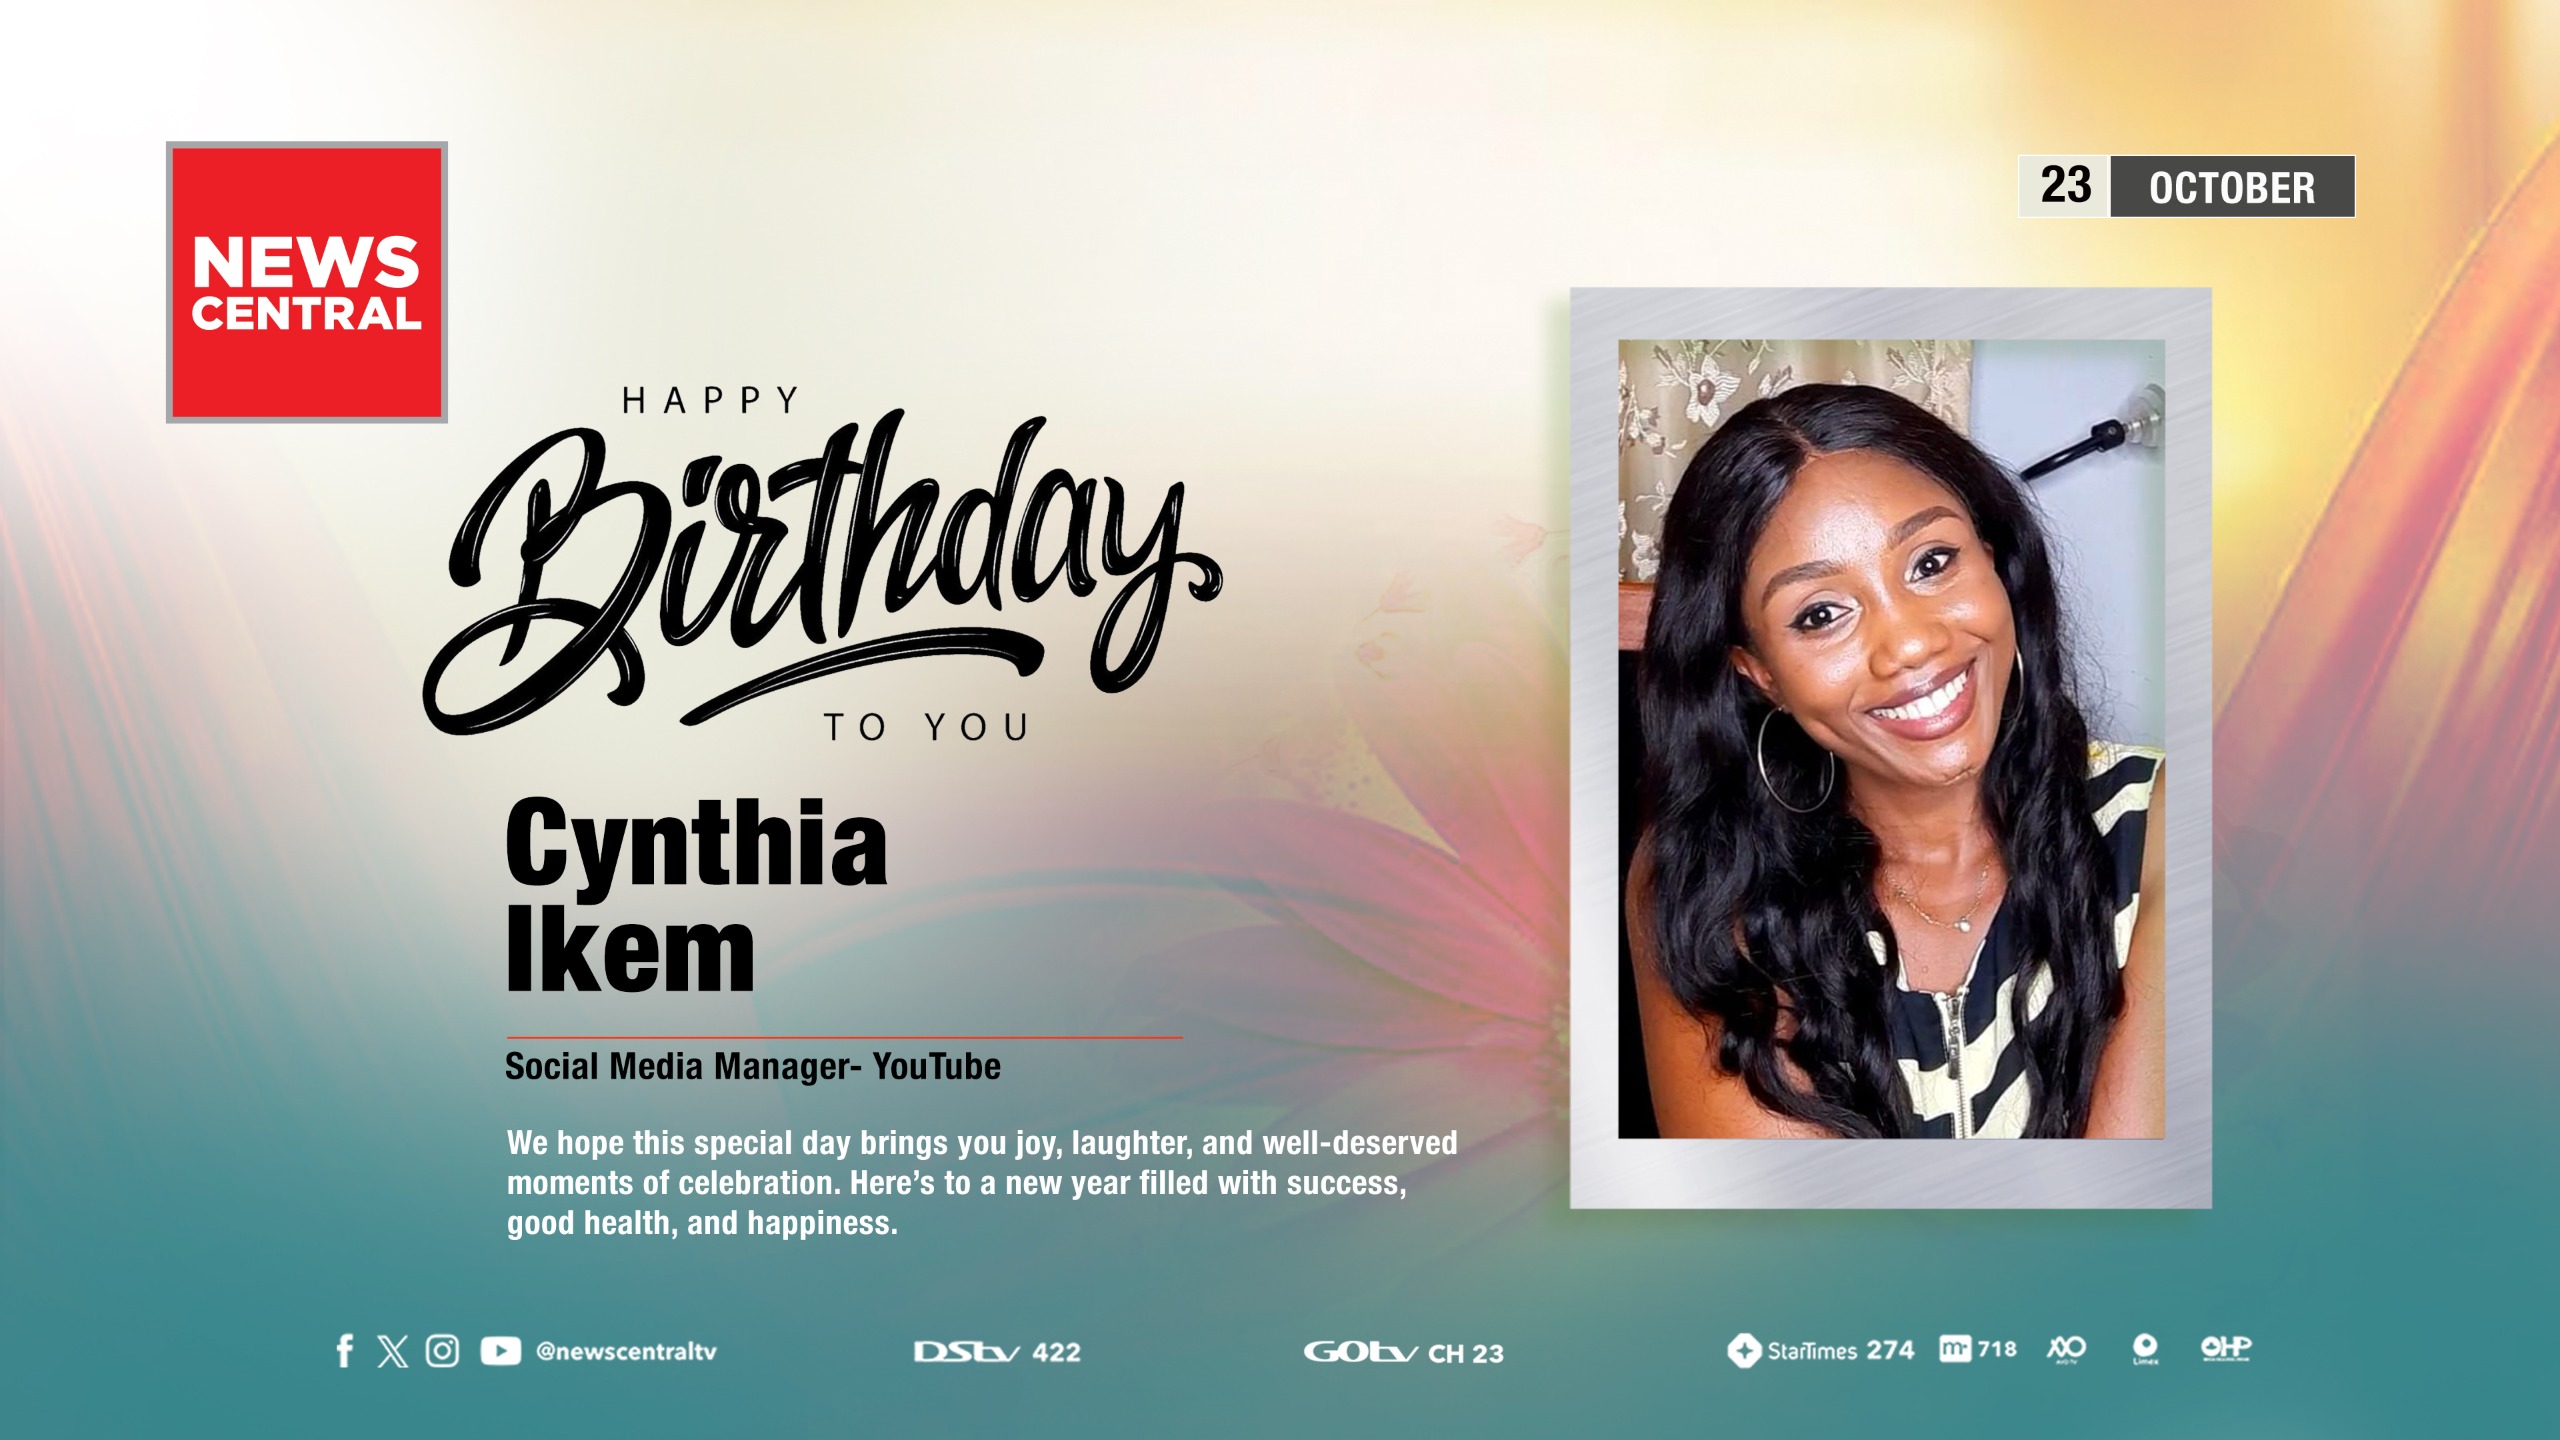 NEWS
CENTRAL
23 OCTOBER
HAPPY
Birthday
TO YOU
Cynthia
Ikem
Social Media Manager- YouTube
We hope this special day brings you joy, laughter, and well-deserved
moments of celebration. Here’s to a new year filled with success,
good health, and happiness.
@newscentraltv DStv 422 GOtv CH 23 StarTimes 274 m 718 Limex OHP